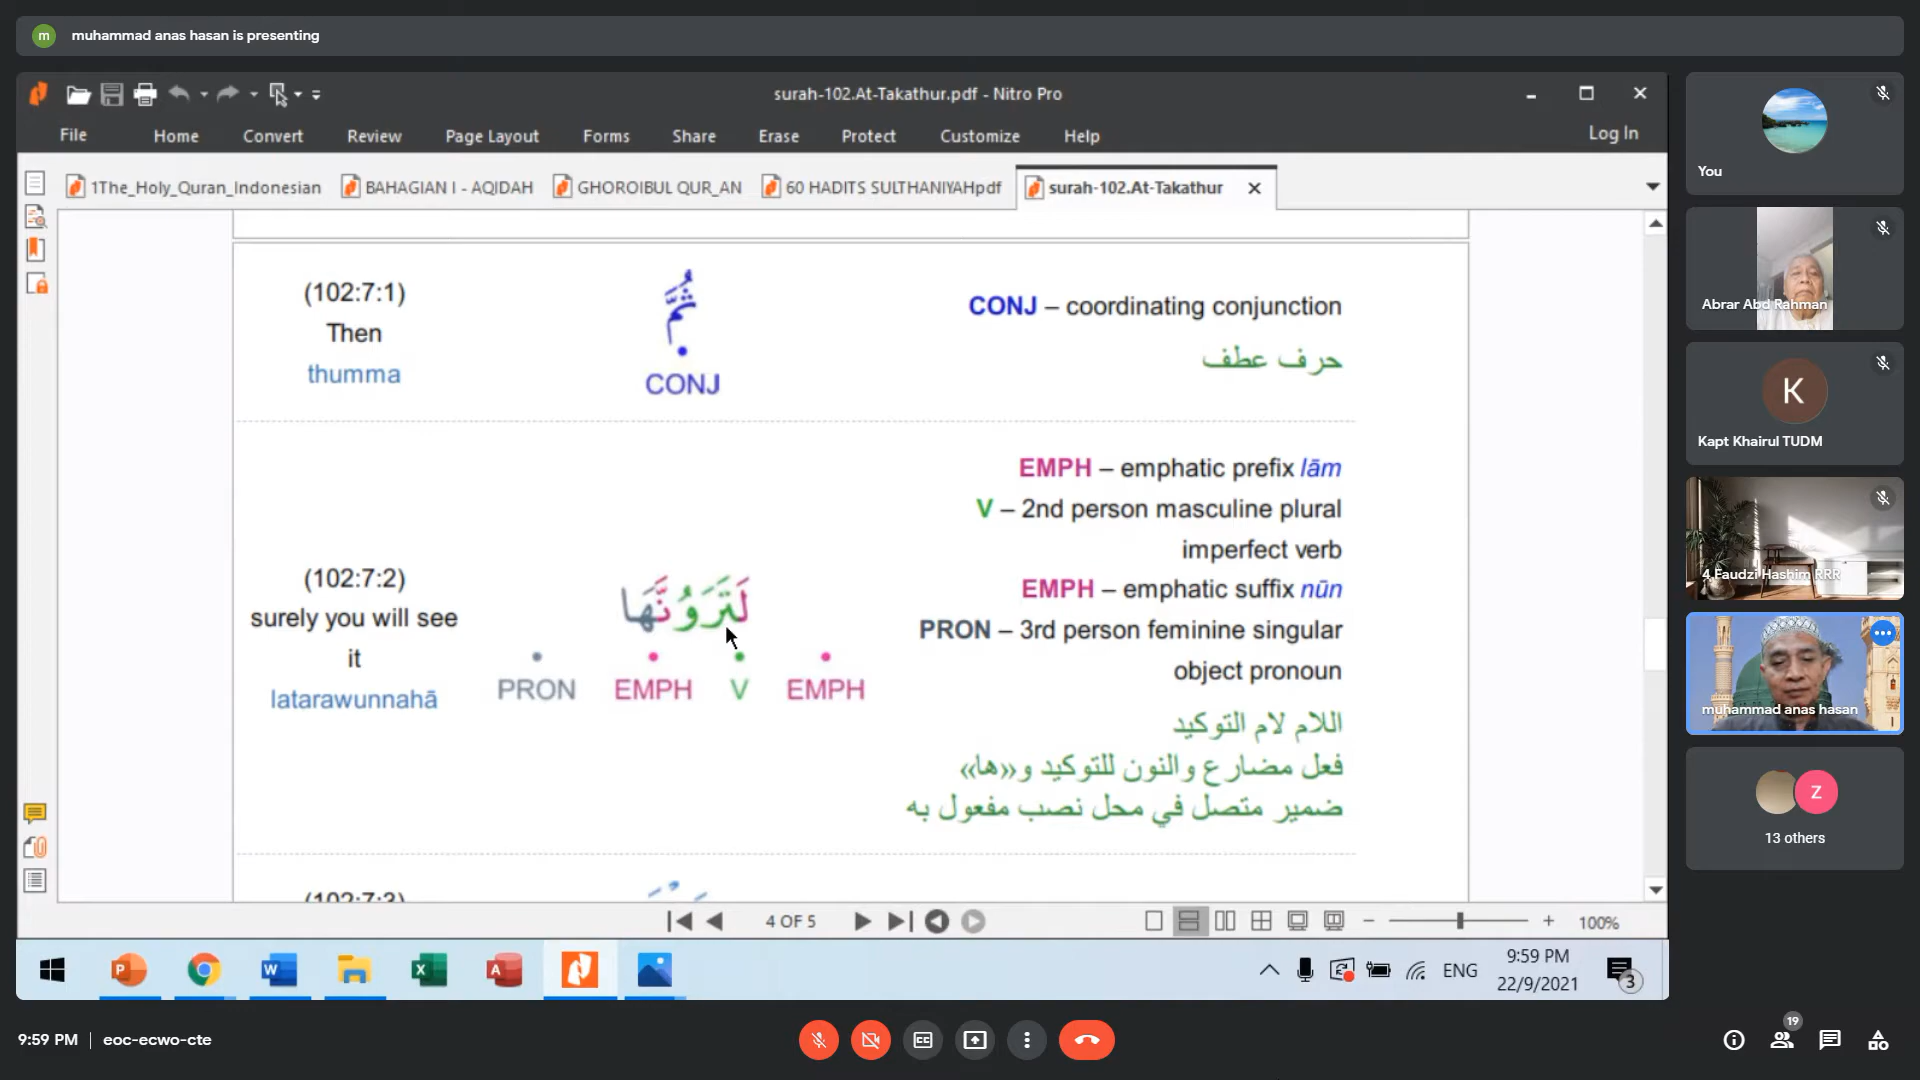 m
muhammad anas hasan is presenting
surah-102.At-Takathur.pdf - Nitro Pro
File
Home
Convert
Review
Page Layout
Forms
Share
Erase
Protect
Customize
Help
Log In
1The_Holy_Quran_Indonesian
BAHAGIAN I - AQIDAH
GHOROIBUL QUR_AN
60 HADITS SULTHANIYAHpdf
surah-102.At-Takathur
(102:7:1)
Then
thumma
ثُمَّ
CONJ
CONJ – coordinating conjunction
حرف عطف
(102:7:2)
surely you will see
it
latarawunnahā
لَتَرَوُنَّهَا
PRON EMPH V EMPH
EMPH – emphatic prefix lām
V – 2nd person masculine plural
imperfect verb
EMPH – emphatic suffix nūn
PRON – 3rd person feminine singular
object pronoun
اللام لام التوكيد
فعل مضارع والنون للتوكيد و«ها»
ضمير متصل في محل نصب مفعول به
(102:7:3)
4 OF 5
100%
ENG
9:59 PM
22/9/2021
3
You
Abrar Abd Rahman
K
Kapt Khairul TUDM
4.Faudzi Hashim RRR
muhammad anas hasan
Z
13 others
9:59 PM
eoc-ecwo-cte
19